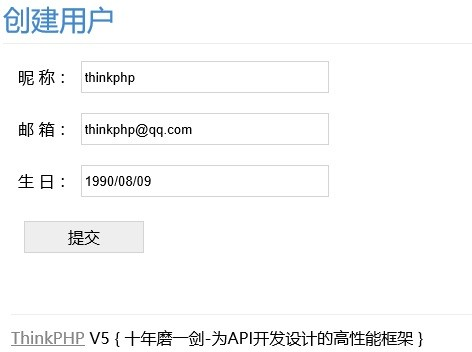 创建用户
昵 称： thinkphp
邮 箱： thinkphp@qq.com
生 日： 1990/08/09
提交
ThinkPHP V5 { 十年磨一剑-为API开发设计的高性能框架 }